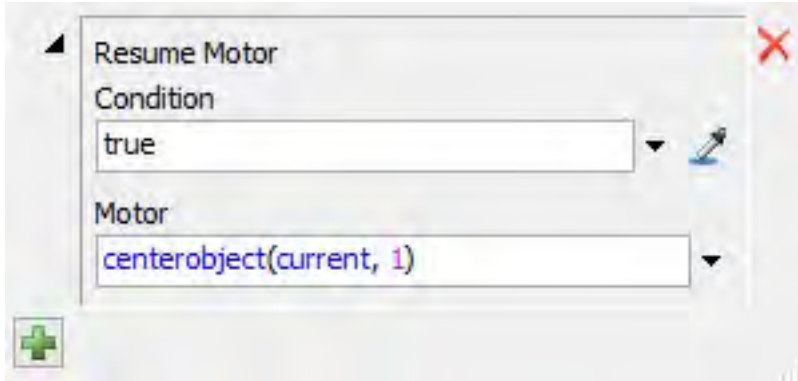 Resume Motor
Condition
true
Motor
centerobject(current, 1)